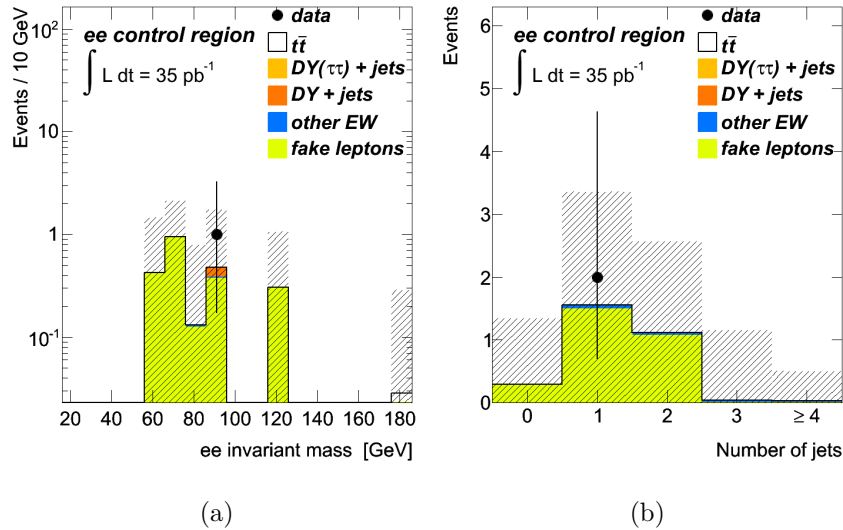 Events / 10 GeV
10²
10
1
10⁻¹
ee control region
∫ L dt = 35 pb⁻¹
data
tt̄
DY(ττ) + jets
DY + jets
other EW
fake leptons
20 40 60 80 100 120 140 160 180
ee invariant mass [GeV]
(a)
Events
6
5
4
3
2
1
0
ee control region
∫ L dt = 35 pb⁻¹
data
tt̄
DY(ττ) + jets
DY + jets
other EW
fake leptons
0 1 2 3 ≥ 4
Number of jets
(b)